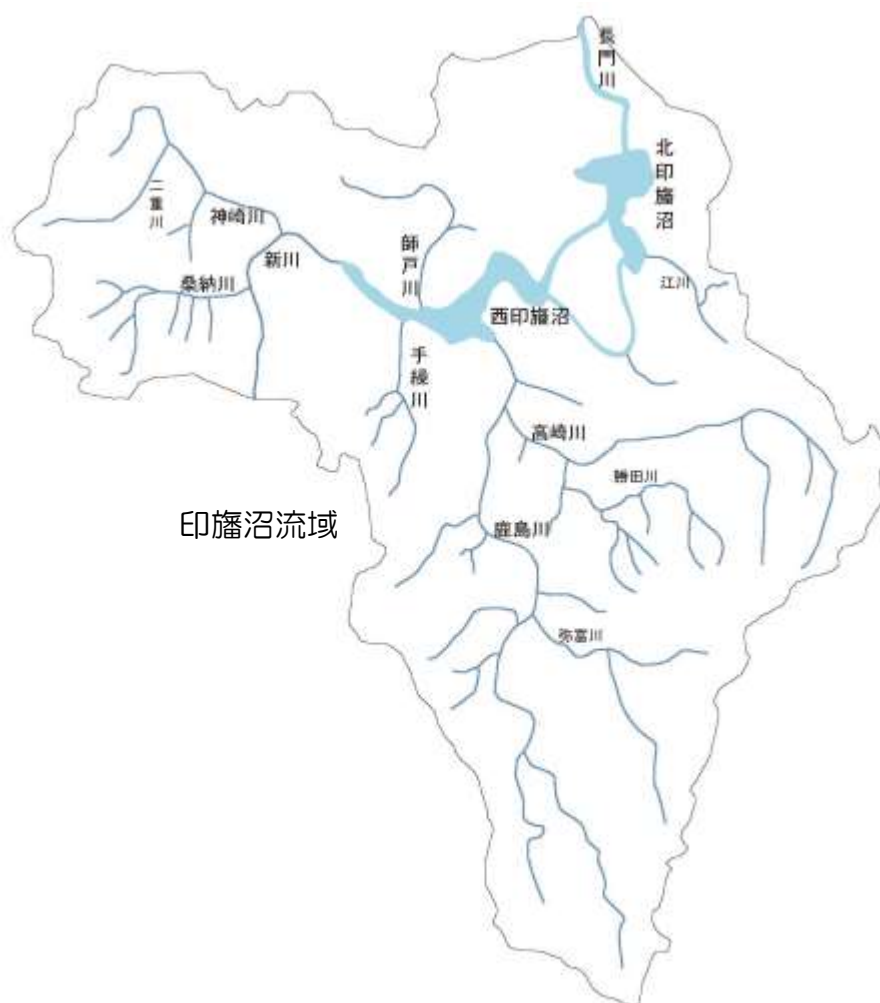 長門川
北印旛沼
二重川
神崎川
師戸川
新川
桑納川
江川
西印旛沼
手繰川
高崎川
勝田川
印旛沼流域
鹿島川
弥富川